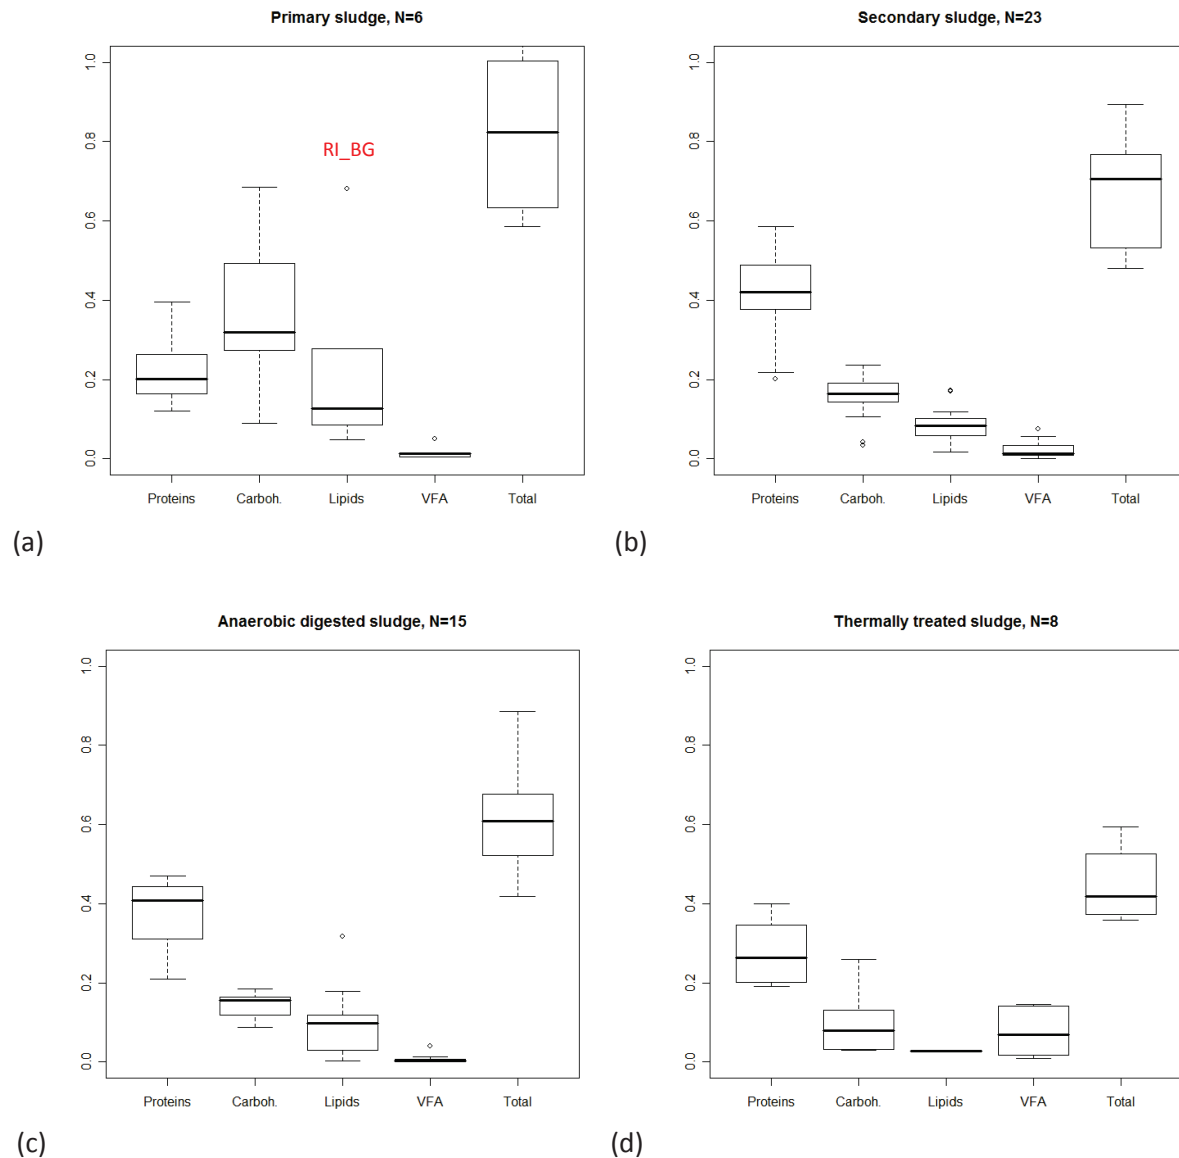 Primary sludge, N=6
1.0
0.8
0.6
0.4
0.2
0.0
RI_BG
Proteins Carboh. Lipids VFA Total
(a)
Secondary sludge, N=23
1.0
0.8
0.6
0.4
0.2
0.0
Proteins Carboh. Lipids VFA Total
(b)
Anaerobic digested sludge, N=15
1.0
0.8
0.6
0.4
0.2
0.0
Proteins Carboh. Lipids VFA Total
(c)
Thermally treated sludge, N=8
1.0
0.8
0.6
0.4
0.2
0.0
Proteins Carboh. Lipids VFA Total
(d)